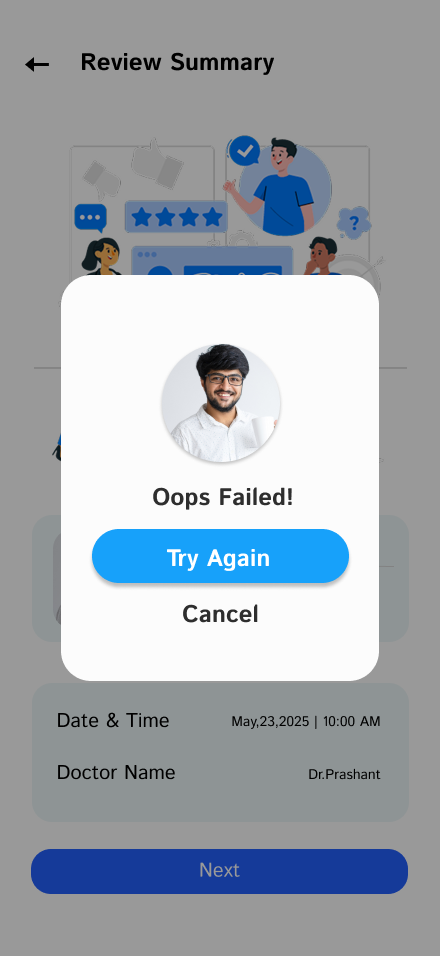 Review Summary
?
Oops Failed!
Try Again
Cancel
Date & Time
May,23,2025 | 10:00 AM
Doctor Name
Dr.Prashant
Next